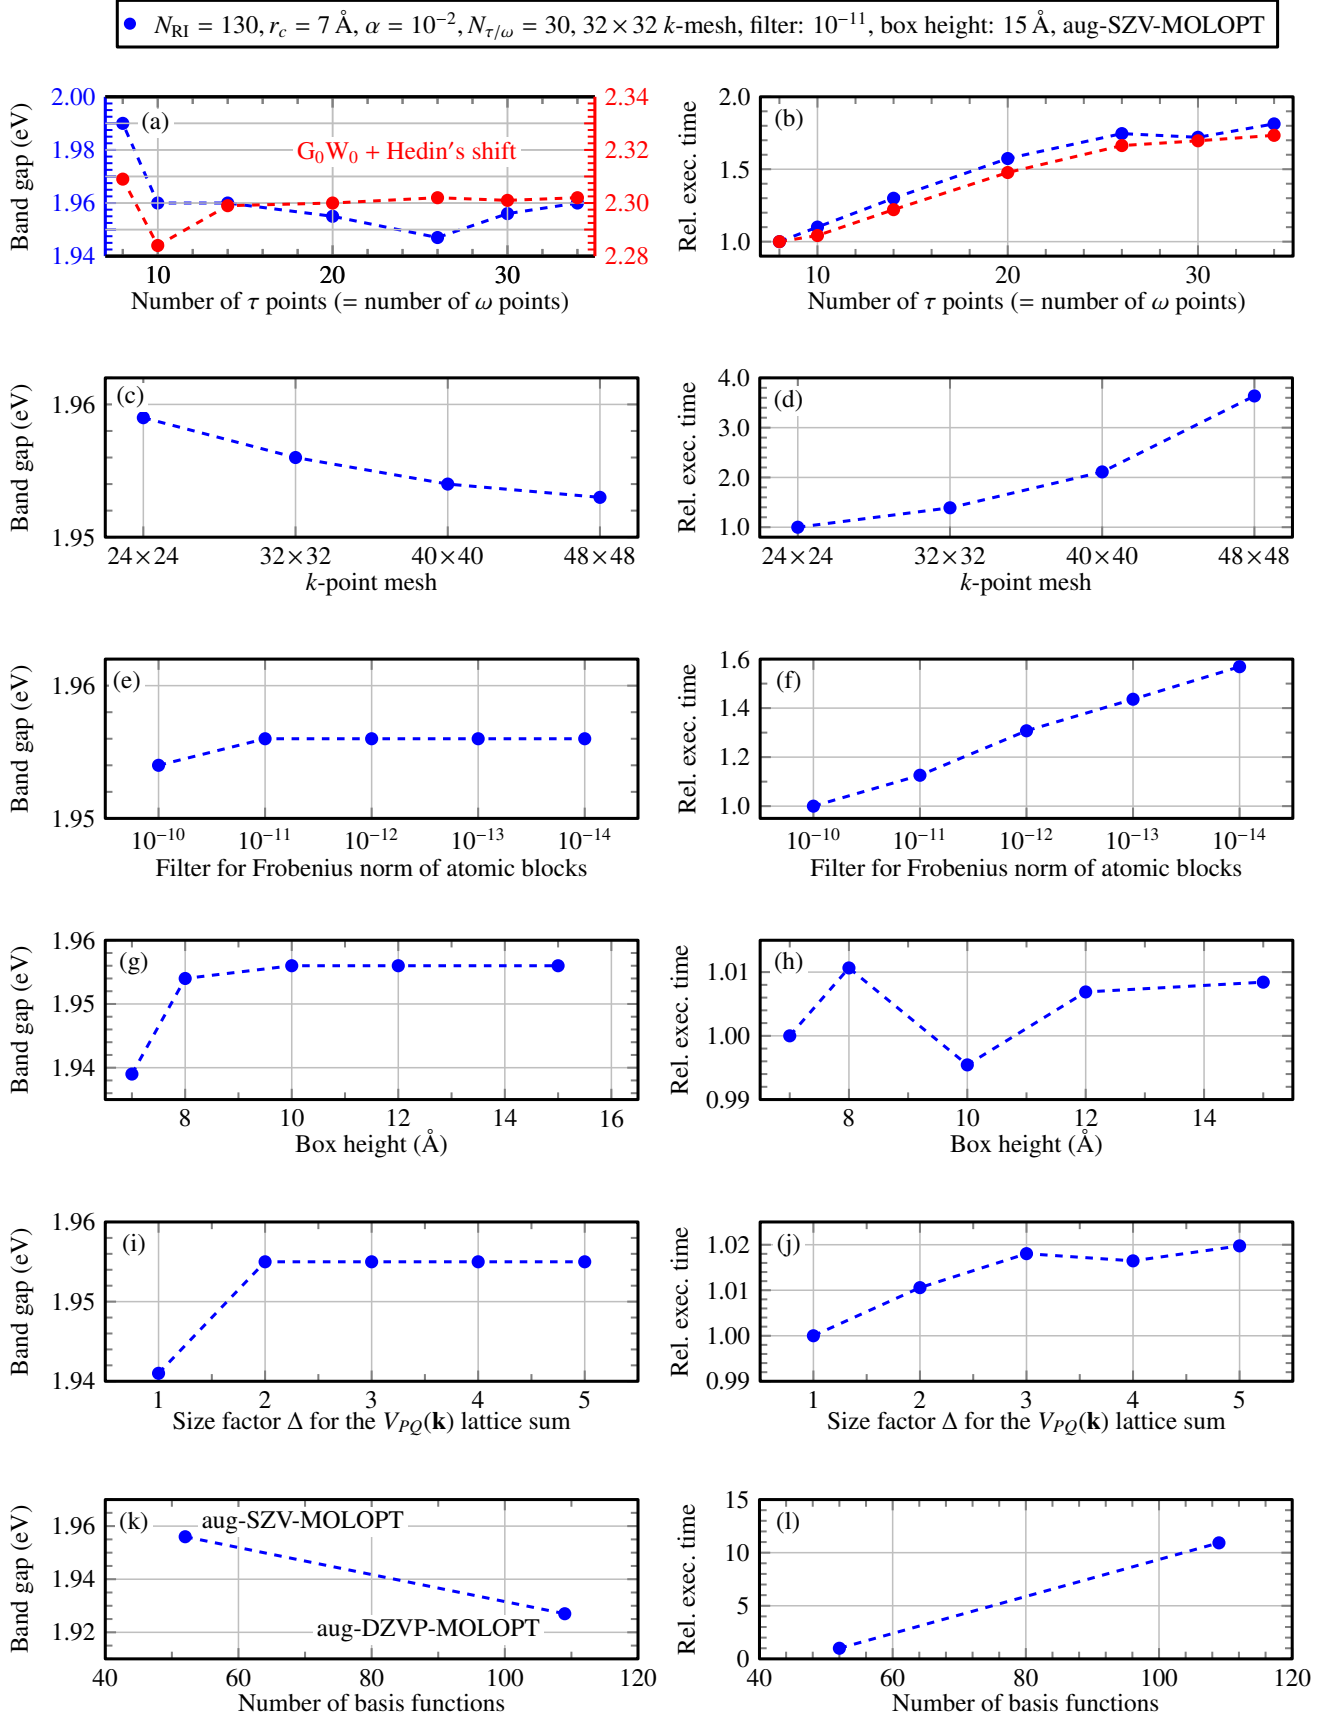 N_RI = 130, r_c = 7 Å, α = 10⁻², N_τ/ω = 30, 32×32 k-mesh, filter: 10⁻¹¹, box height: 15 Å, aug-SZV-MOLOPT
(a)
Band gap (eV)
2.00
1.98
1.96
1.94
2.34
2.32
2.30
2.28
G₀W₀ + Hedin's shift
10 20 30
Number of τ points (= number of ω points)
(b)
Rel. exec. time
2.0
1.5
1.0
10 20 30
Number of τ points (= number of ω points)
(c)
Band gap (eV)
1.96
1.95
24×24 32×32 40×40 48×48
k-point mesh
(d)
Rel. exec. time
4.0
3.0
2.0
1.0
24×24 32×32 40×40 48×48
k-point mesh
(e)
Band gap (eV)
1.96
1.95
10⁻¹⁰ 10⁻¹¹ 10⁻¹² 10⁻¹³ 10⁻¹⁴
Filter for Frobenius norm of atomic blocks
(f)
Rel. exec. time
1.6
1.4
1.2
1.0
10⁻¹⁰ 10⁻¹¹ 10⁻¹² 10⁻¹³ 10⁻¹⁴
Filter for Frobenius norm of atomic blocks
(g)
Band gap (eV)
1.96
1.95
1.94
8 10 12 14 16
Box height (Å)
(h)
Rel. exec. time
1.01
1.00
0.99
8 10 12 14
Box height (Å)
(i)
Band gap (eV)
1.96
1.95
1.94
1 2 3 4 5
Size factor Δ for the V_PQ(k) lattice sum
(j)
Rel. exec. time
1.02
1.01
1.00
0.99
1 2 3 4 5
Size factor Δ for the V_PQ(k) lattice sum
(k)
Band gap (eV)
1.96
1.94
1.92
aug-SZV-MOLOPT
aug-DZVP-MOLOPT
40 60 80 100 120
Number of basis functions
(l)
Rel. exec. time
15
10
5
0
40 60 80 100 120
Number of basis functions